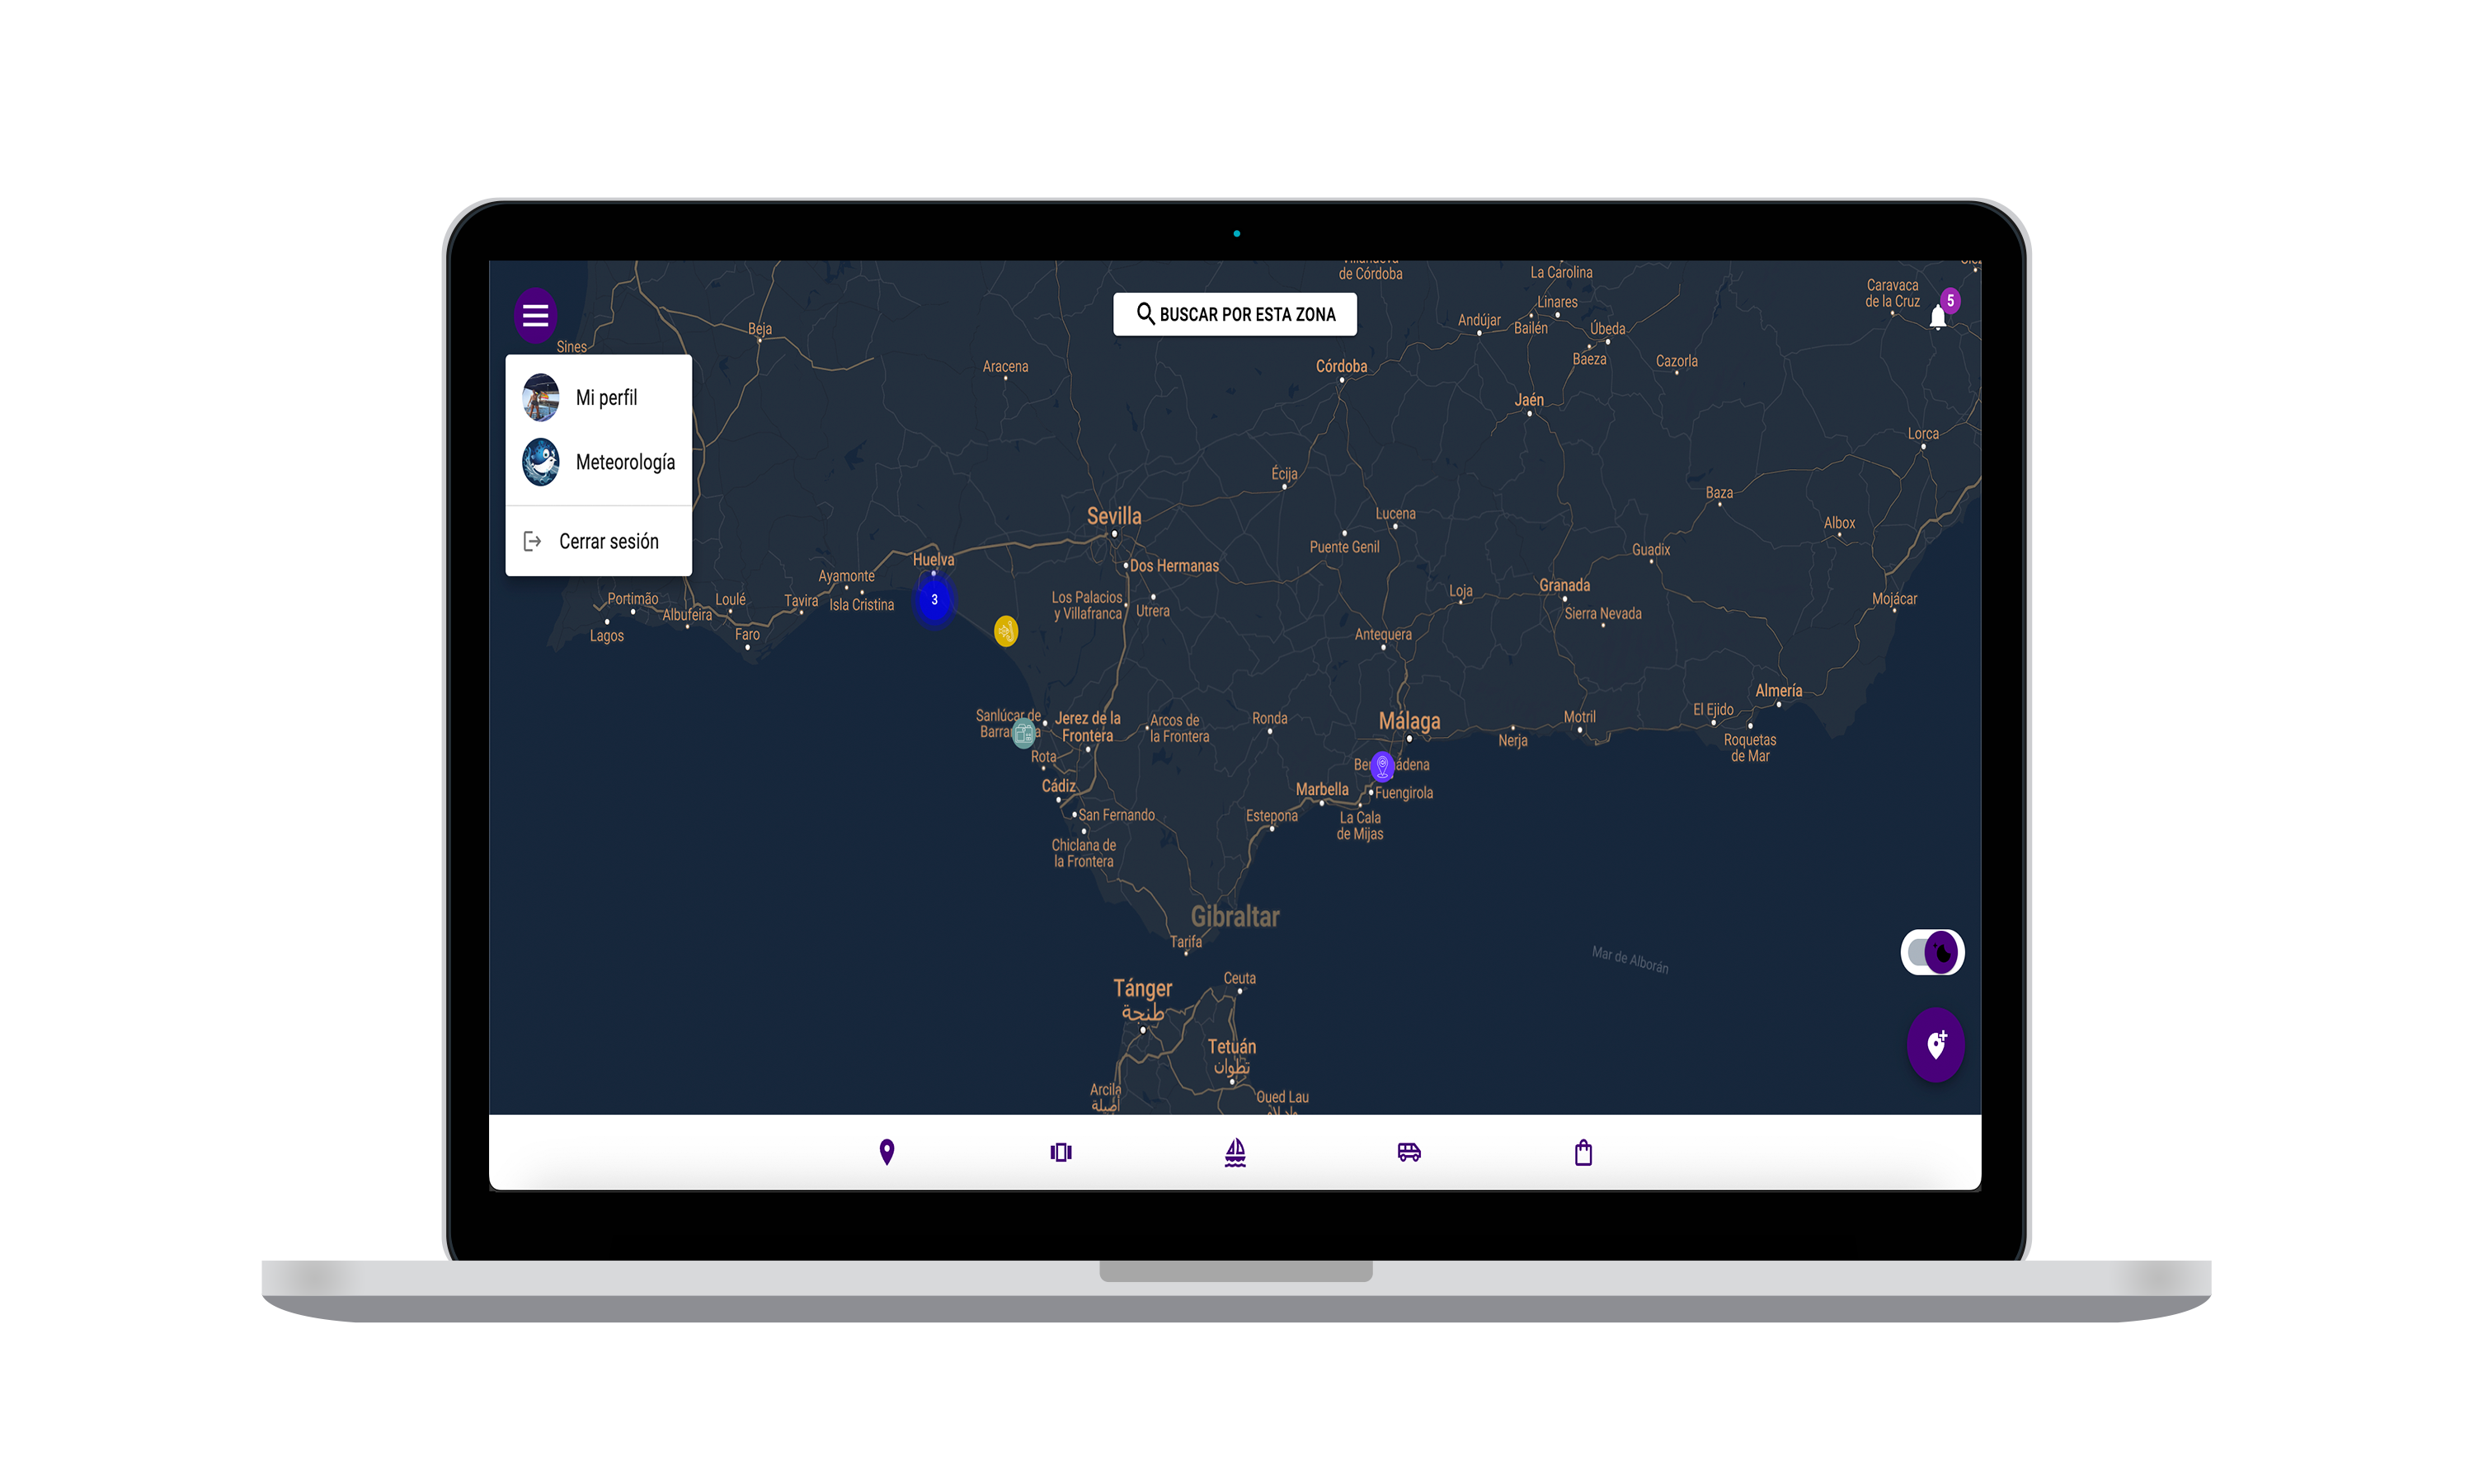 de Córdoba
La Carolina
Caravaca
de la Cruz
5
BUSCAR POR ESTA ZONA
Linares
Andújar
Bailén
Úbeda
Beja
Sines
Baeza
Cazorla
Aracena
Córdoba
Mi perfil
Jaén
Lorca
Meteorología
Écija
Baza
Sevilla
Lucena
Albox
Cerrar sesión
Puente Genil
Guadix
Huelva
Dos Hermanas
Ayamonte
Isla Cristina
3
Granada
Loja
Portimão
Loulé
Tavira
Los Palacios
y Villafranca
Utrera
Mojácar
Sierra Nevada
Albufeira
Lagos
Faro
Antequera
Almería
El Ejido
Sanlúcar de
Jerez de la
Frontera
Arcos de
la Frontera
Ronda
Málaga
Motril
Nerja
Roquetas
de Mar
Rota
Cádiz
Marbella
Fuengirola
San Fernando
Estepona
La Cala
de Mijas
Chiclana de
la Frontera
Gibraltar
Tarifa
Mar de Alborán
Ceuta
Tánger
طنجة
Tetuán
تطوان
Arcila
أصيلة
Oued Lau